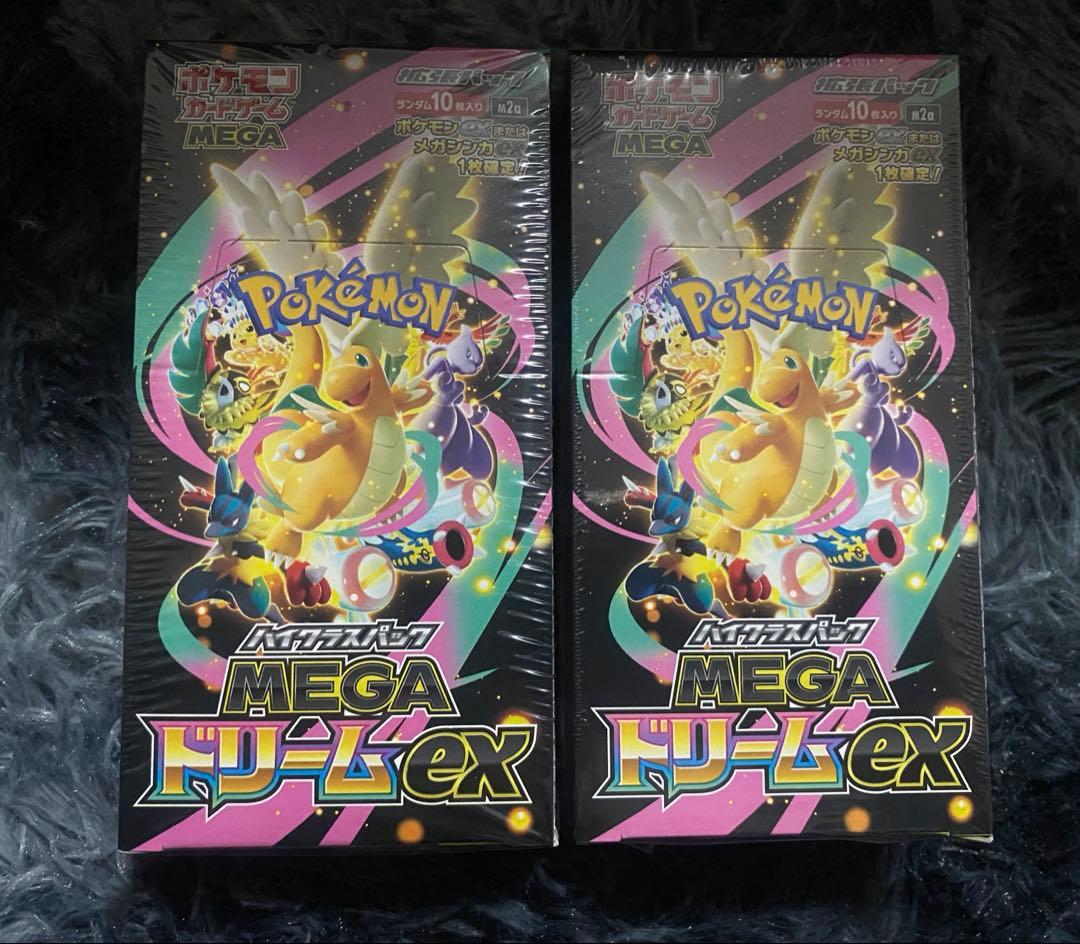 ポケモン
カードゲーム
MEGA
拡張パック
ランダム10枚入り
M2a
ポケモンexまたは
メガシンカex
1枚確定!
Pokémon
ハイクラスパック
MEGA
ドリームex
ポケモン
カードゲーム
MEGA
拡張パック
ランダム10枚入り
M2a
ポケモンexまたは
メガシンカex
1枚確定!
Pokémon
ハイクラスパック
MEGA
ドリームex